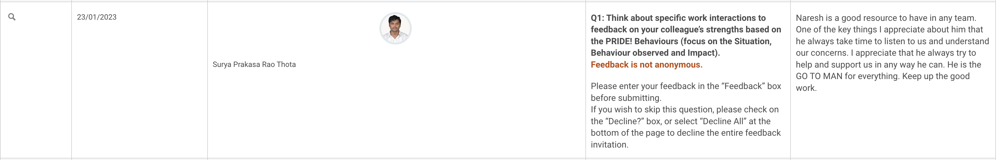 23/01/2023
Surya Prakasa Rao Thota
Q1: Think about specific work interactions to
feedback on your colleague’s strengths based on
the PRIDE! Behaviours (focus on the Situation,
Behaviour observed and Impact).
Feedback is not anonymous.
Please enter your feedback in the “Feedback” box
before submitting.
If you wish to skip this question, please check on
the “Decline?” box, or select “Decline All” at the
bottom of the page to decline the entire feedback
invitation.
Naresh is a good resource to have in any team.
One of the key things I appreciate about him that
he always take time to listen to us and understand
our concerns. I appreciate that he always try to
help and support us in any way he can. He is the
GO TO MAN for everything. Keep up the good
work.